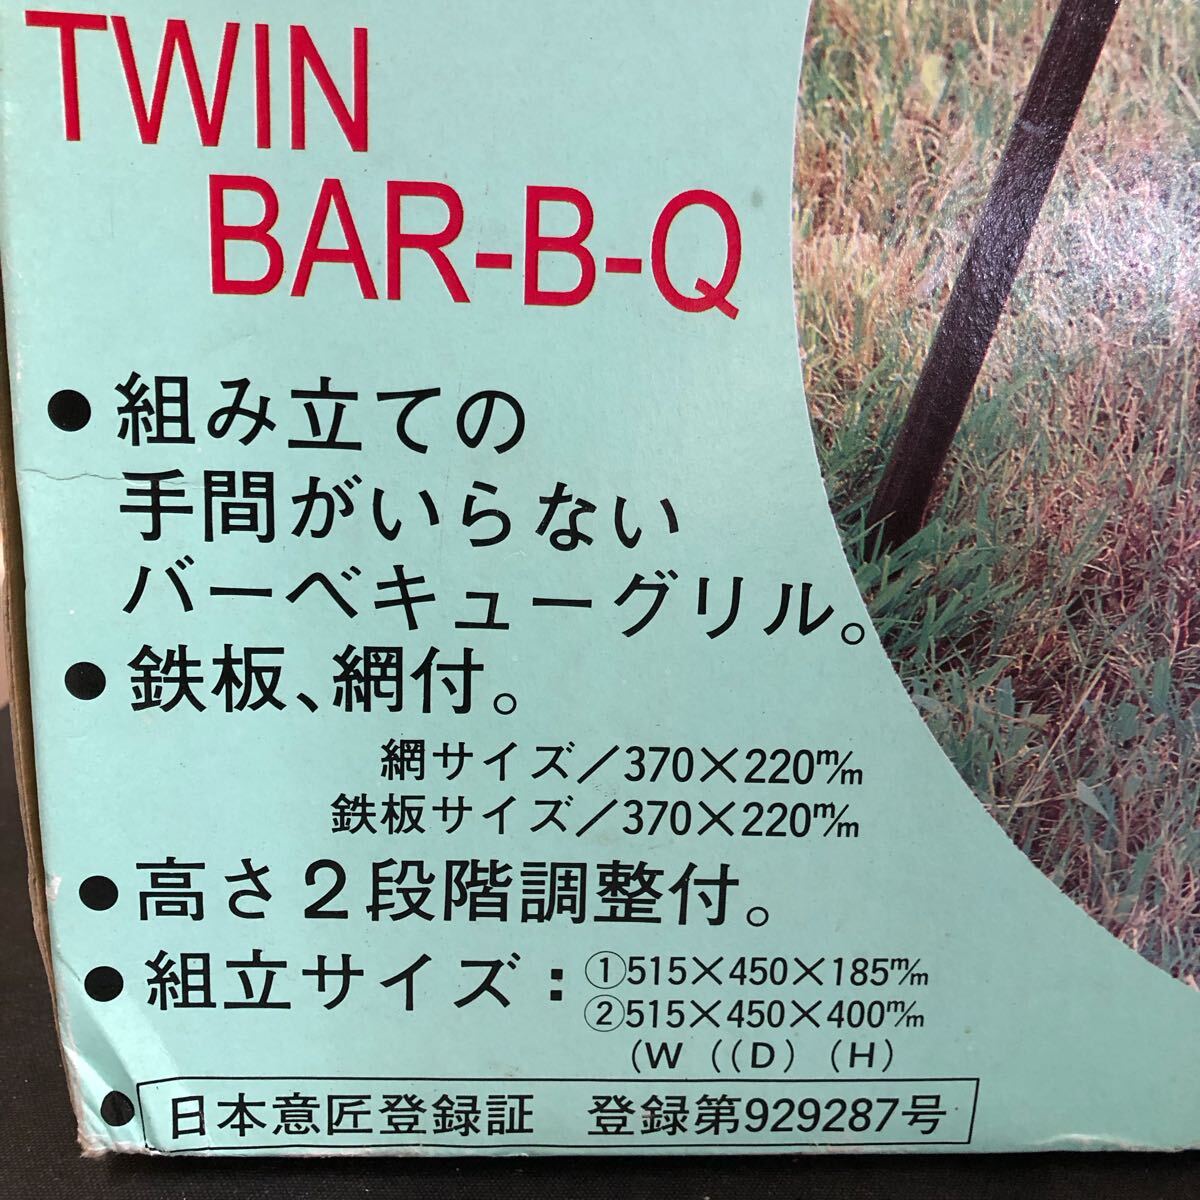 TWIN
BAR-B-Q
●組み立ての
手間がいらない
バーベキューグリル。
●鉄板、網付。
網サイズ／370×220m/m
鉄板サイズ／370×220m/m
●高さ2段階調整付。
●組立サイズ：①515×450×185m/m
②515×450×400m/m
(W ((D) (H)
●日本意匠登録証 登録第929287号